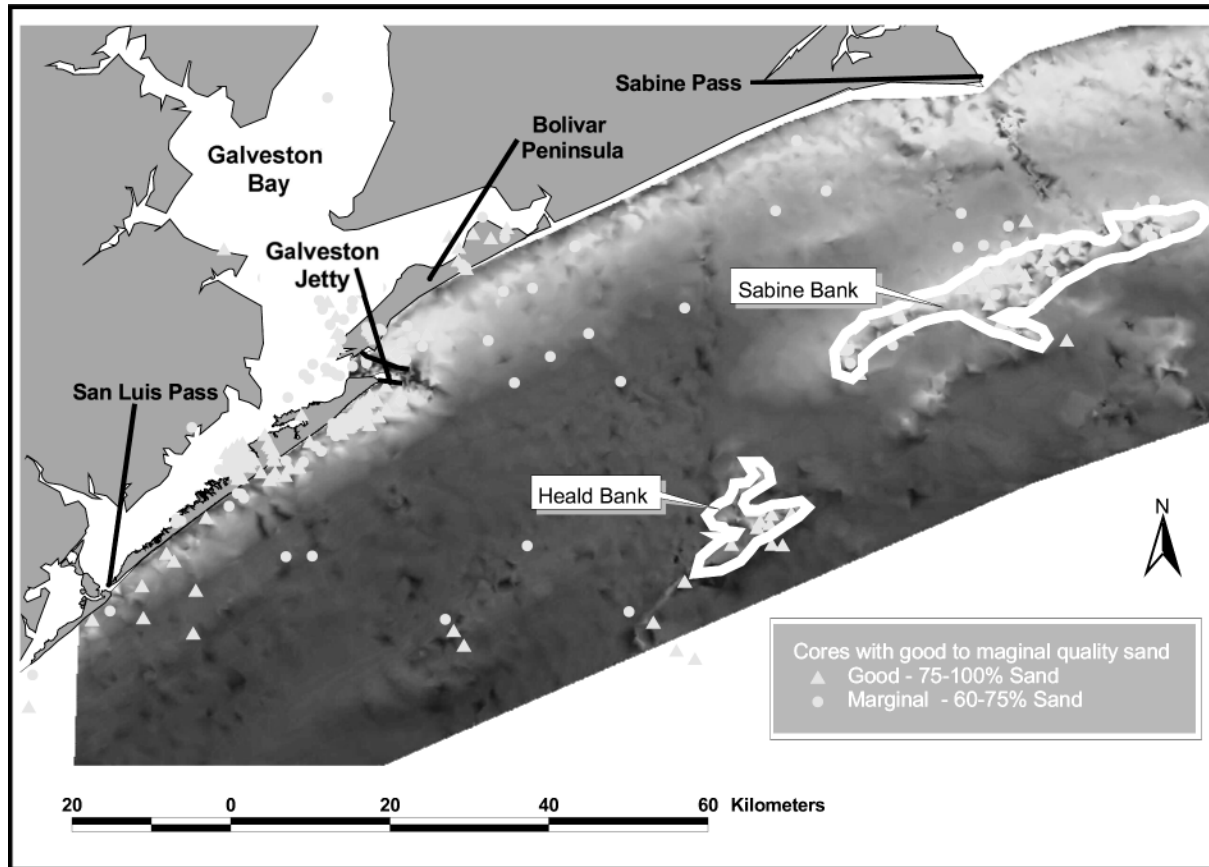 Sabine Pass
Bolivar
Peninsula
Galveston
Bay
Galveston
Jetty
Sabine Bank
San Luis Pass
Heald Bank
N
Cores with good to maginal quality sand
Good - 75-100% Sand
Marginal - 60-75% Sand
20 0 20 40 60 Kilometers